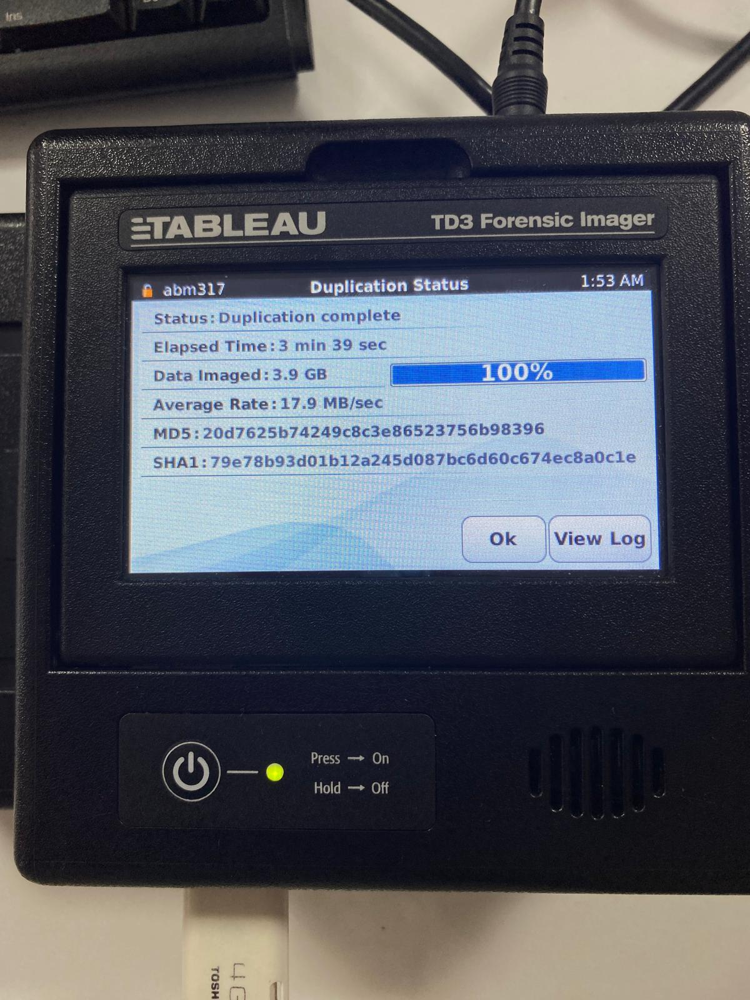 Ins
TABLEAU
TD3 Forensic Imager
abm317
Duplication Status
1:53 AM
Status: Duplication complete
Elapsed Time: 3 min 39 sec
Data Imaged: 3.9 GB
100%
Average Rate: 17.9 MB/sec
MD5: 20d7625b74249c8c3e86523756b98396
SHA1: 79e78b93d01b12a245d087bc6d60c674ec8a0c1e
Ok
View Log
Press → On
Hold → Off
TOSH
4G